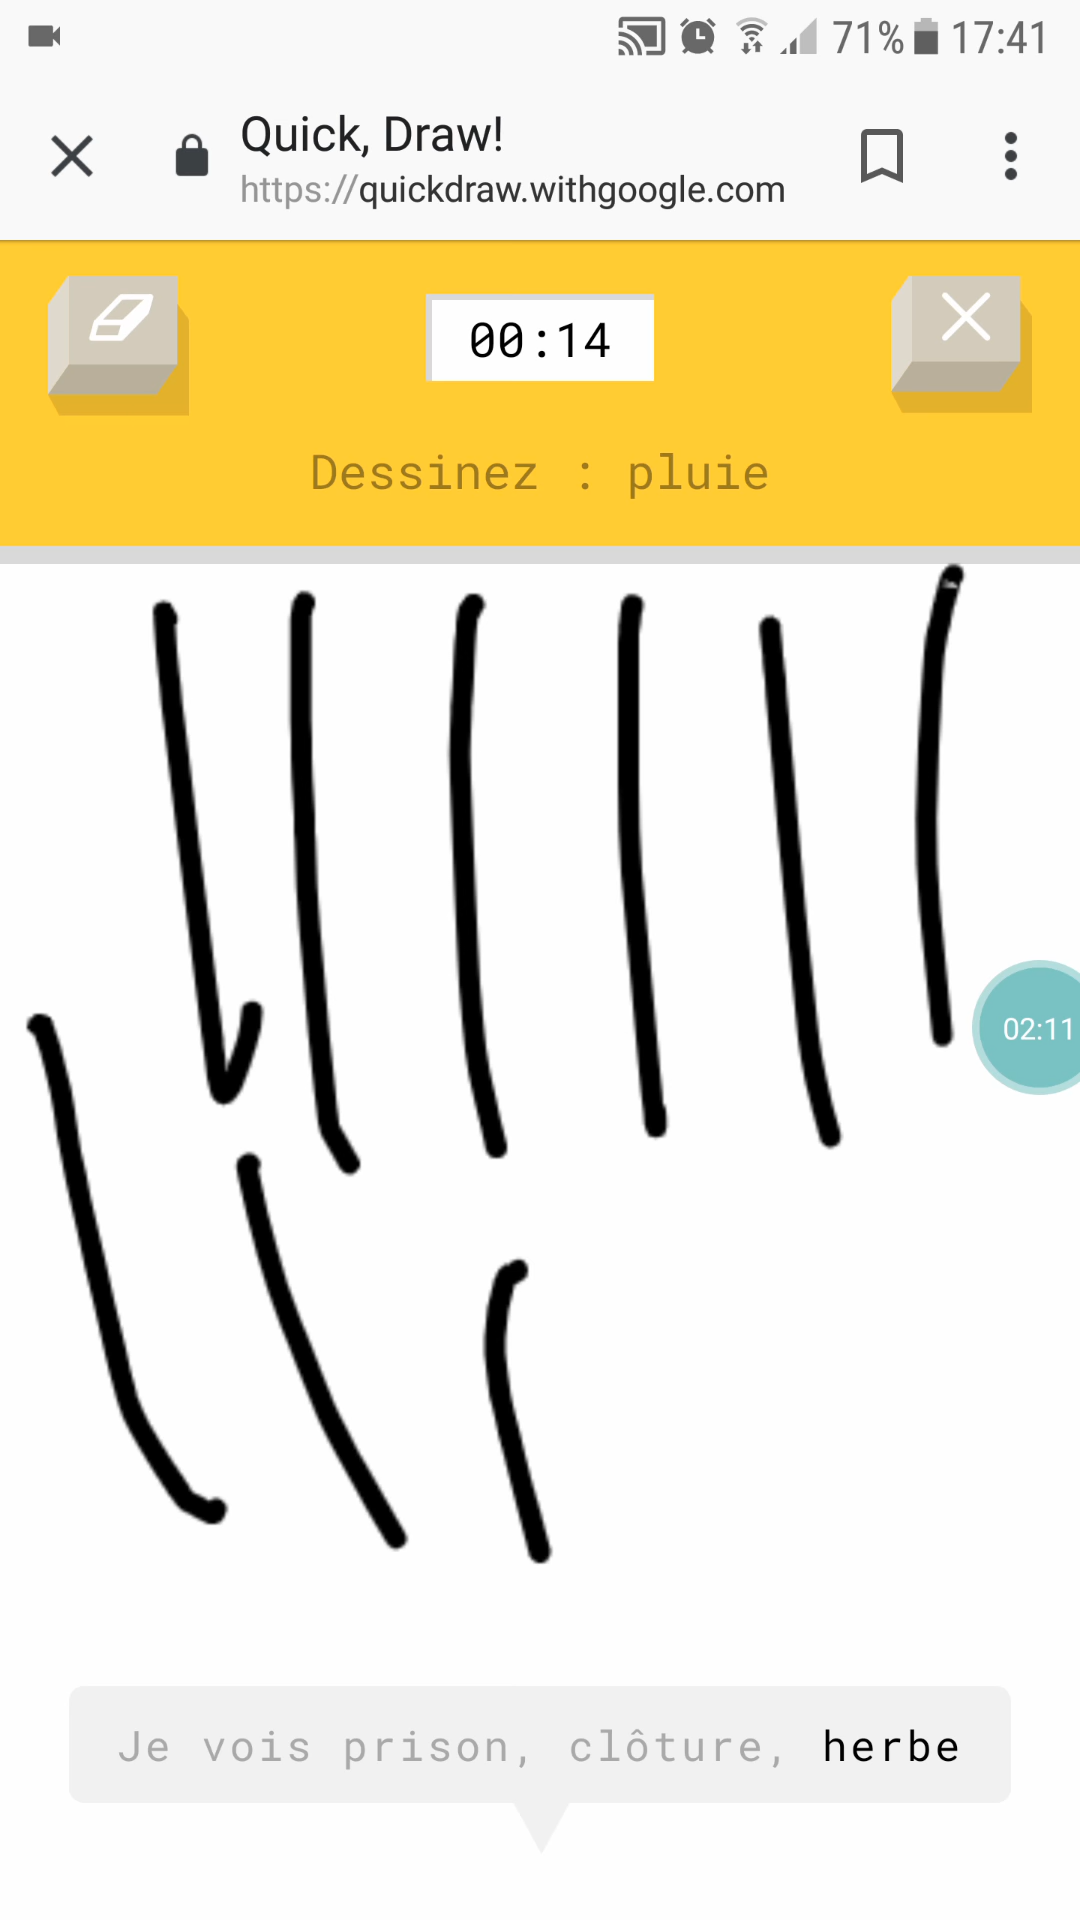 71% 17:41
Quick, Draw!
https://quickdraw.withgoogle.com
00:14
Dessinez : pluie
02:11
Je vois prison, clôture, herbe